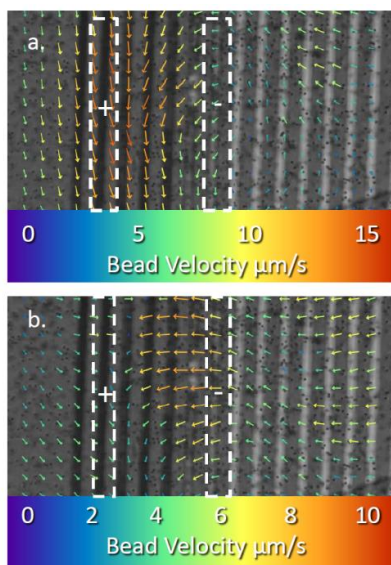 a.
+ -
0 5 10 15
Bead Velocity μm/s
b.
+ -
0 2 4 6 8 10
Bead Velocity μm/s